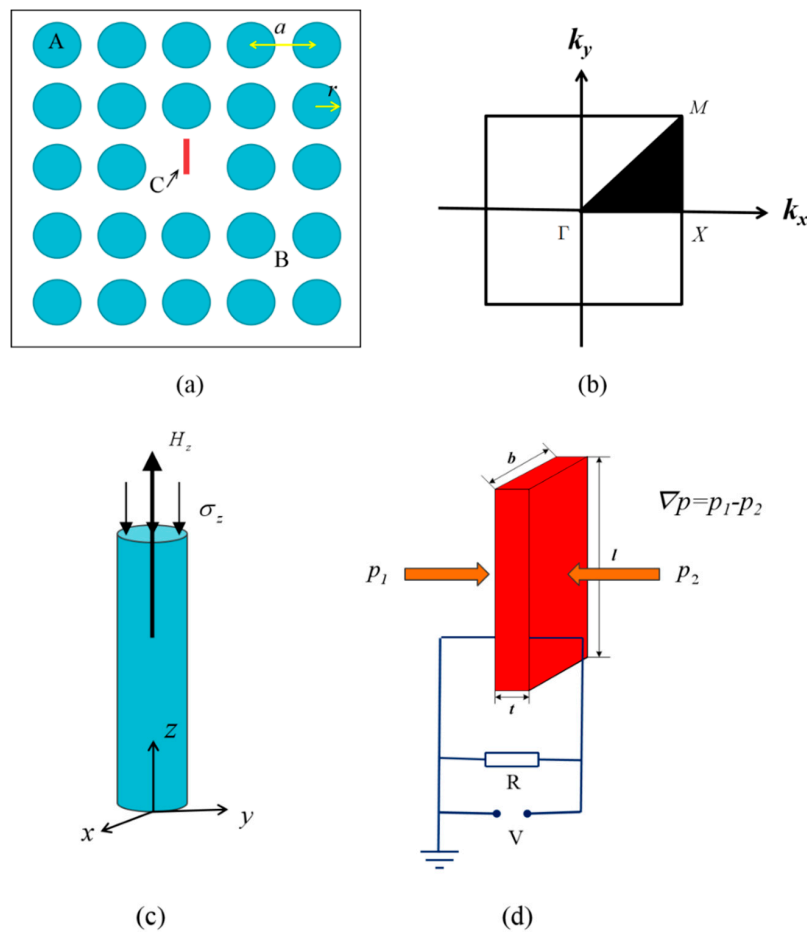 A
a
r
C
B
(a)
k_y
M
Γ
X
k_x
(b)
H_z
σ_z
z
x
y
(c)
b
∇p=p_1-p_2
l
p_1
p_2
t
R
V
(d)